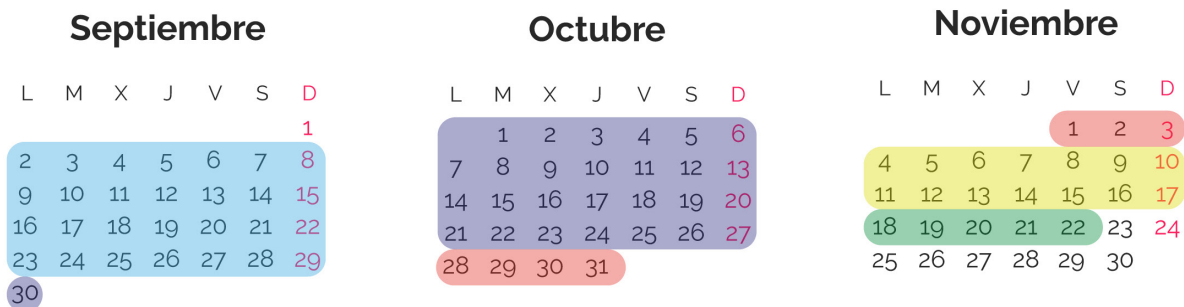 Septiembre
L M X J V S D
1
2 3 4 5 6 7 8
9 10 11 12 13 14 15
16 17 18 19 20 21 22
23 24 25 26 27 28 29
30
Octubre
L M X J V S D
1 2 3 4 5 6
7 8 9 10 11 12 13
14 15 16 17 18 19 20
21 22 23 24 25 26 27
28 29 30 31
Noviembre
L M X J V S D
1 2 3
4 5 6 7 8 9 10
11 12 13 14 15 16 17
18 19 20 21 22 23 24
25 26 27 28 29 30